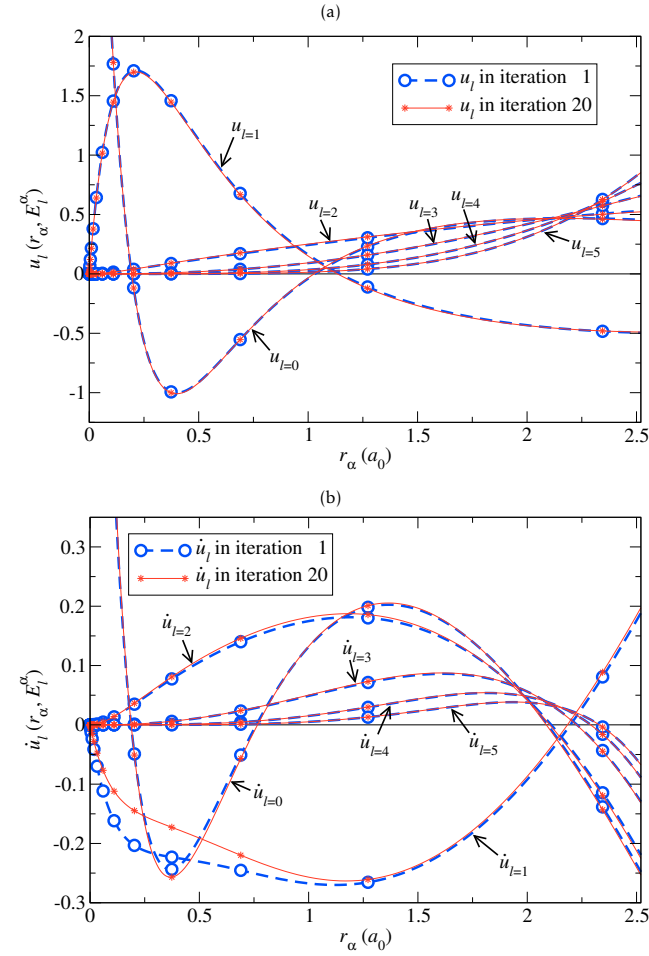 (a)
2
1.5
1
0.5
0
-0.5
-1
u_l (r_α, E_l^α)
u_l in iteration 1
u_l in iteration 20
u_{l=1}
u_{l=2}
u_{l=3}
u_{l=4}
u_{l=5}
u_{l=0}
0 0.5 1 1.5 2 2.5
r_α (a_0)
(b)
0.3
0.2
0.1
0
-0.1
-0.2
-0.3
u̇_l (r_α, E_l^α)
u̇_l in iteration 1
u̇_l in iteration 20
u̇_{l=2}
u̇_{l=3}
u̇_{l=4}
u̇_{l=5}
u̇_{l=0}
u̇_{l=1}
0 0.5 1 1.5 2 2.5
r_α (a_0)